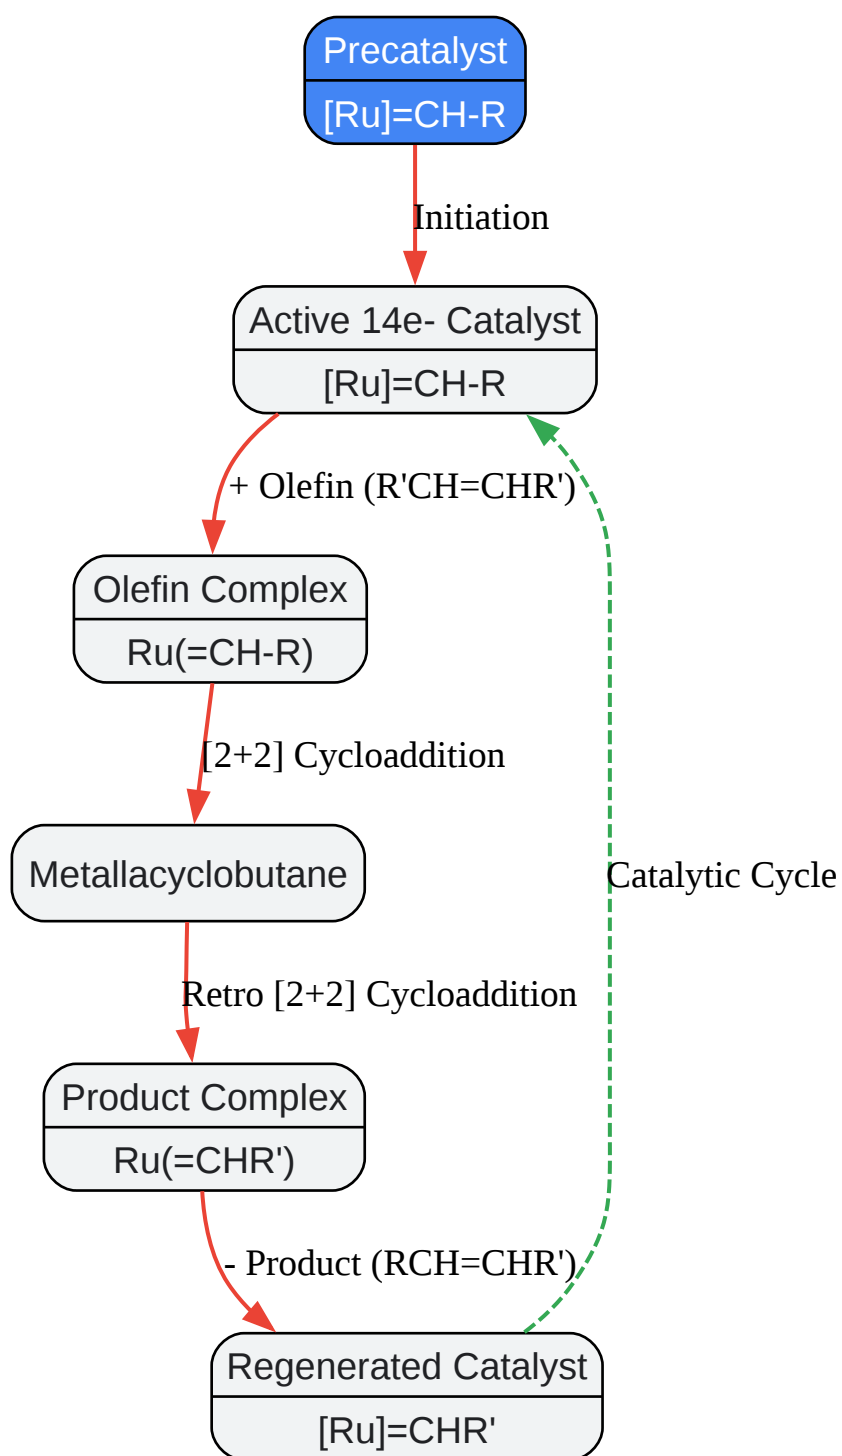 Precatalyst
[Ru]=CH-R
Initiation
Active 14e- Catalyst
[Ru]=CH-R
+ Olefin (R'CH=CHR')
Olefin Complex
Ru(=CH-R)
[2+2] Cycloaddition
Metallacyclobutane
Catalytic Cycle
Retro [2+2] Cycloaddition
Product Complex
Ru(=CHR')
- Product (RCH=CHR')
Regenerated Catalyst
[Ru]=CHR'